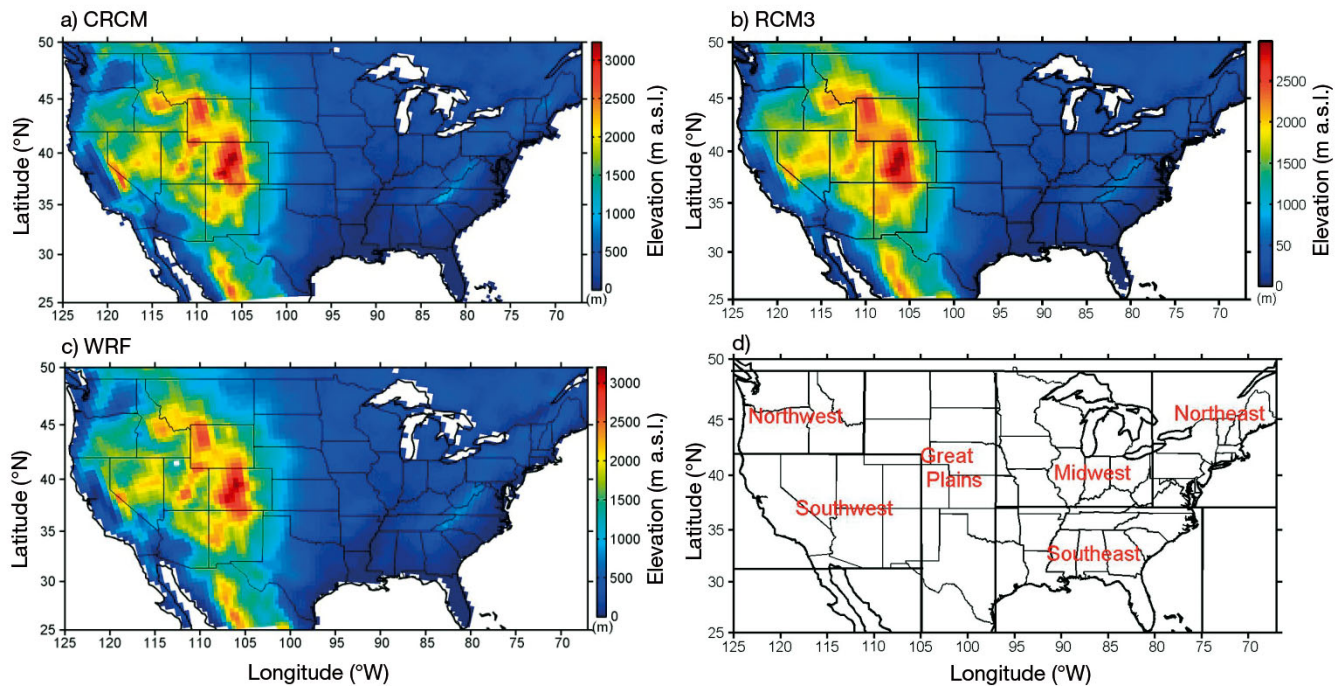 a) CRCM
50
45
40
35
30
25
Latitude (°N)
125 120 115 110 105 100 95 90 85 80 75 70
3000
2500
2000
1500
1000
500
0
(m)
Elevation (m a.s.l.)
b) RCM3
50
45
40
35
30
25
Latitude (°N)
125 120 115 110 105 100 95 90 85 80 75 70
2500
2000
1500
1000
50
0
(m)
Elevation (m a.s.l.)
c) WRF
50
45
40
35
30
25
Latitude (°N)
125 120 115 110 105 100 95 90 85 80 75 70
Longitude (°W)
3000
2500
2000
1500
1000
500
0
(m)
Elevation (m a.s.l.)
d)
50
45
40
35
30
25
Latitude (°N)
Northwest
Northeast
Great
Plains
Midwest
Southwest
Southeast
125 120 115 110 105 100 95 90 85 80 75 70
Longitude (°W)